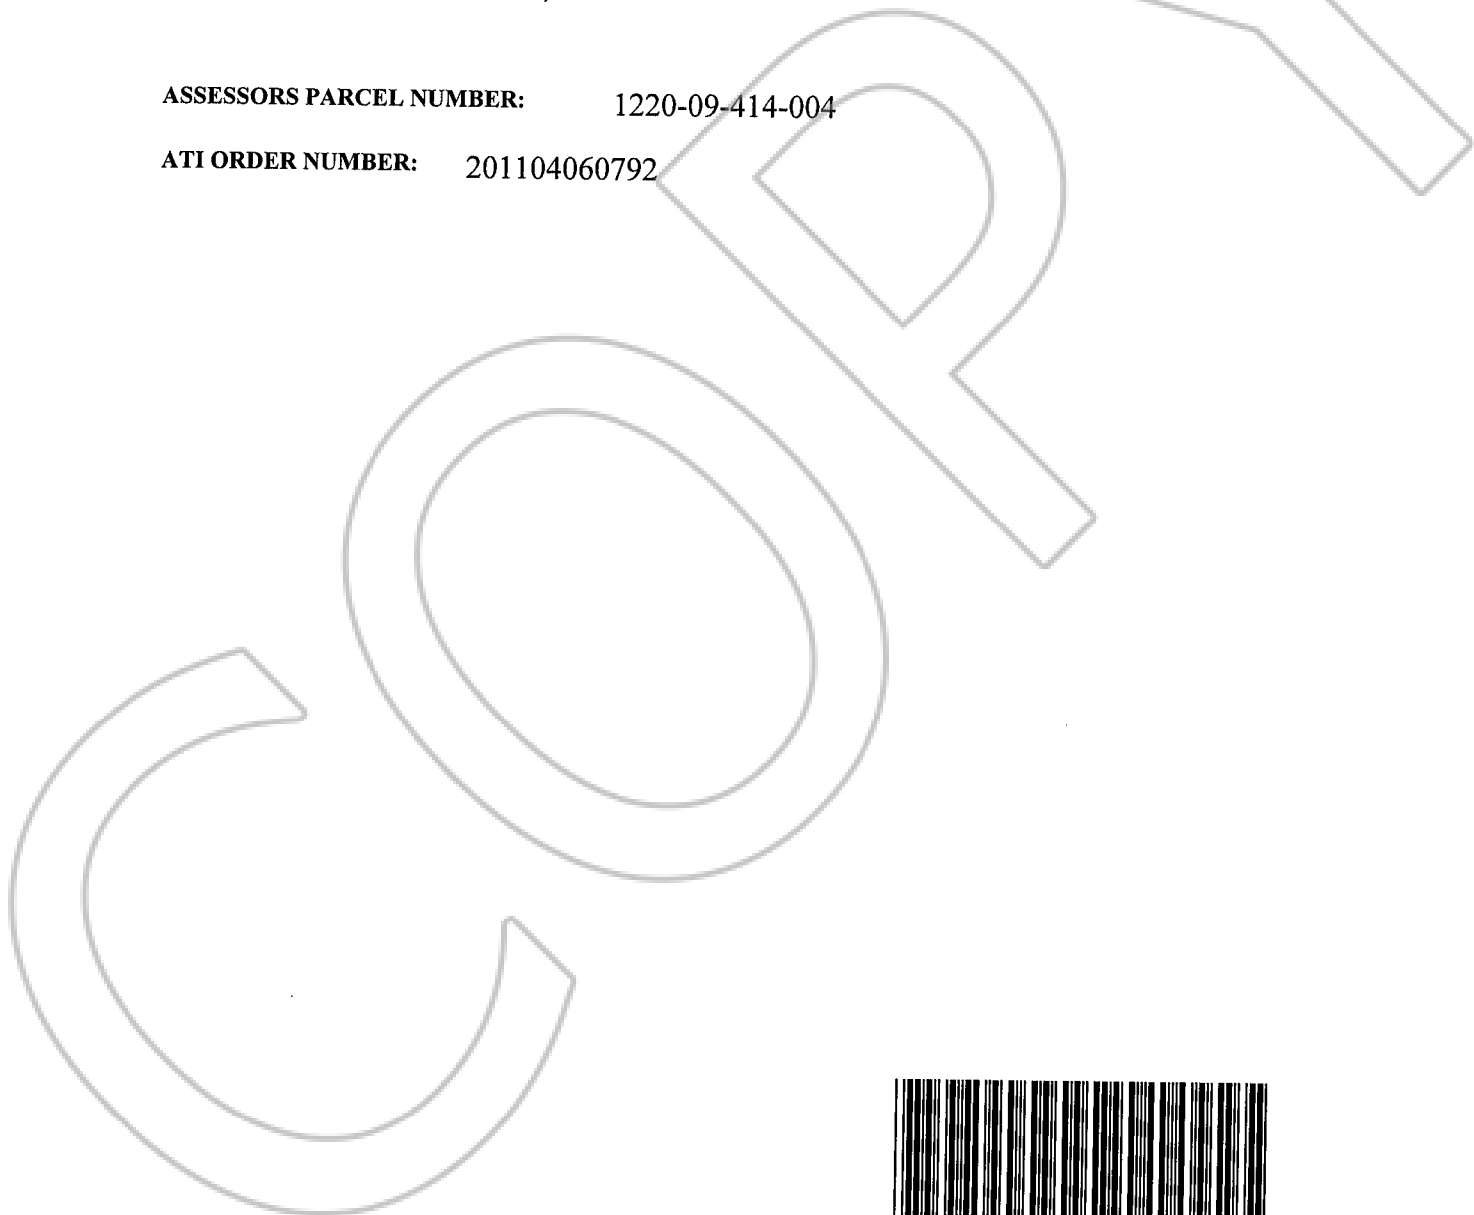 ASSESSORS PARCEL NUMBER: 1220-09-414-004
ATI ORDER NUMBER: 201104060792
COPY